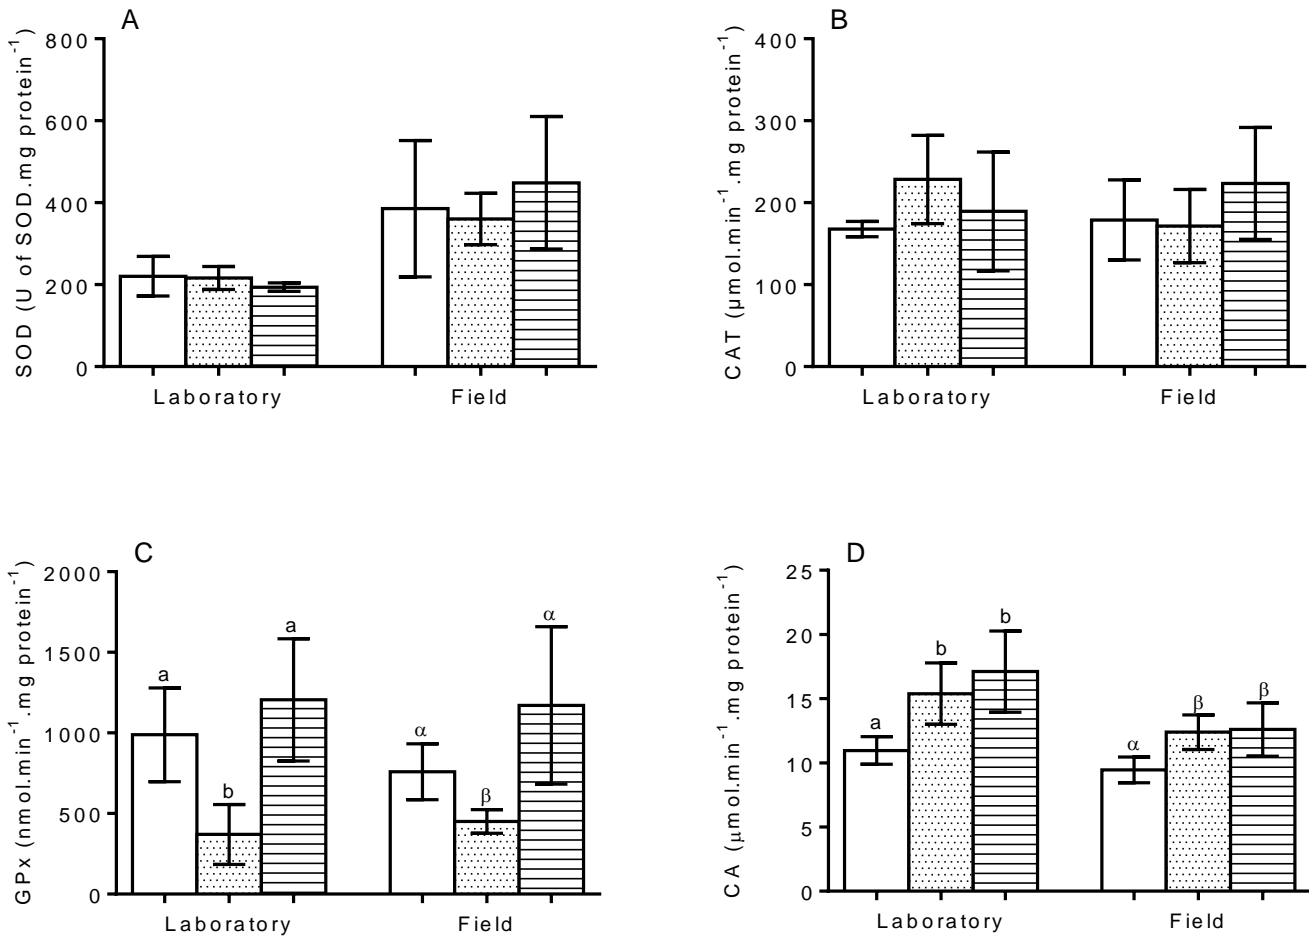 A
SOD (U of SOD.mg protein⁻¹)
800
600
400
200
0
Laboratory Field
B
CAT (μmol.min⁻¹.mg protein⁻¹)
400
300
200
100
0
Laboratory Field
C
GPx (nmol.min⁻¹.mg protein⁻¹)
2000
1500
1000
500
0
a b a α β α
Laboratory Field
D
CA (μmol.min⁻¹.mg protein⁻¹)
25
20
15
10
5
0
a b b α β β
Laboratory Field